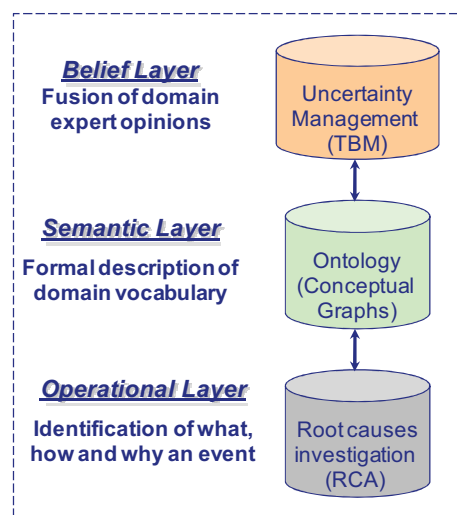 Belief Layer
Fusion of domain
expert opinions
Uncertainty
Management
(TBM)
Semantic Layer
Formal description of
domain vocabulary
Ontology
(Conceptual
Graphs)
Operational Layer
Identification of what,
how and why an event
Root causes
investigation
(RCA)